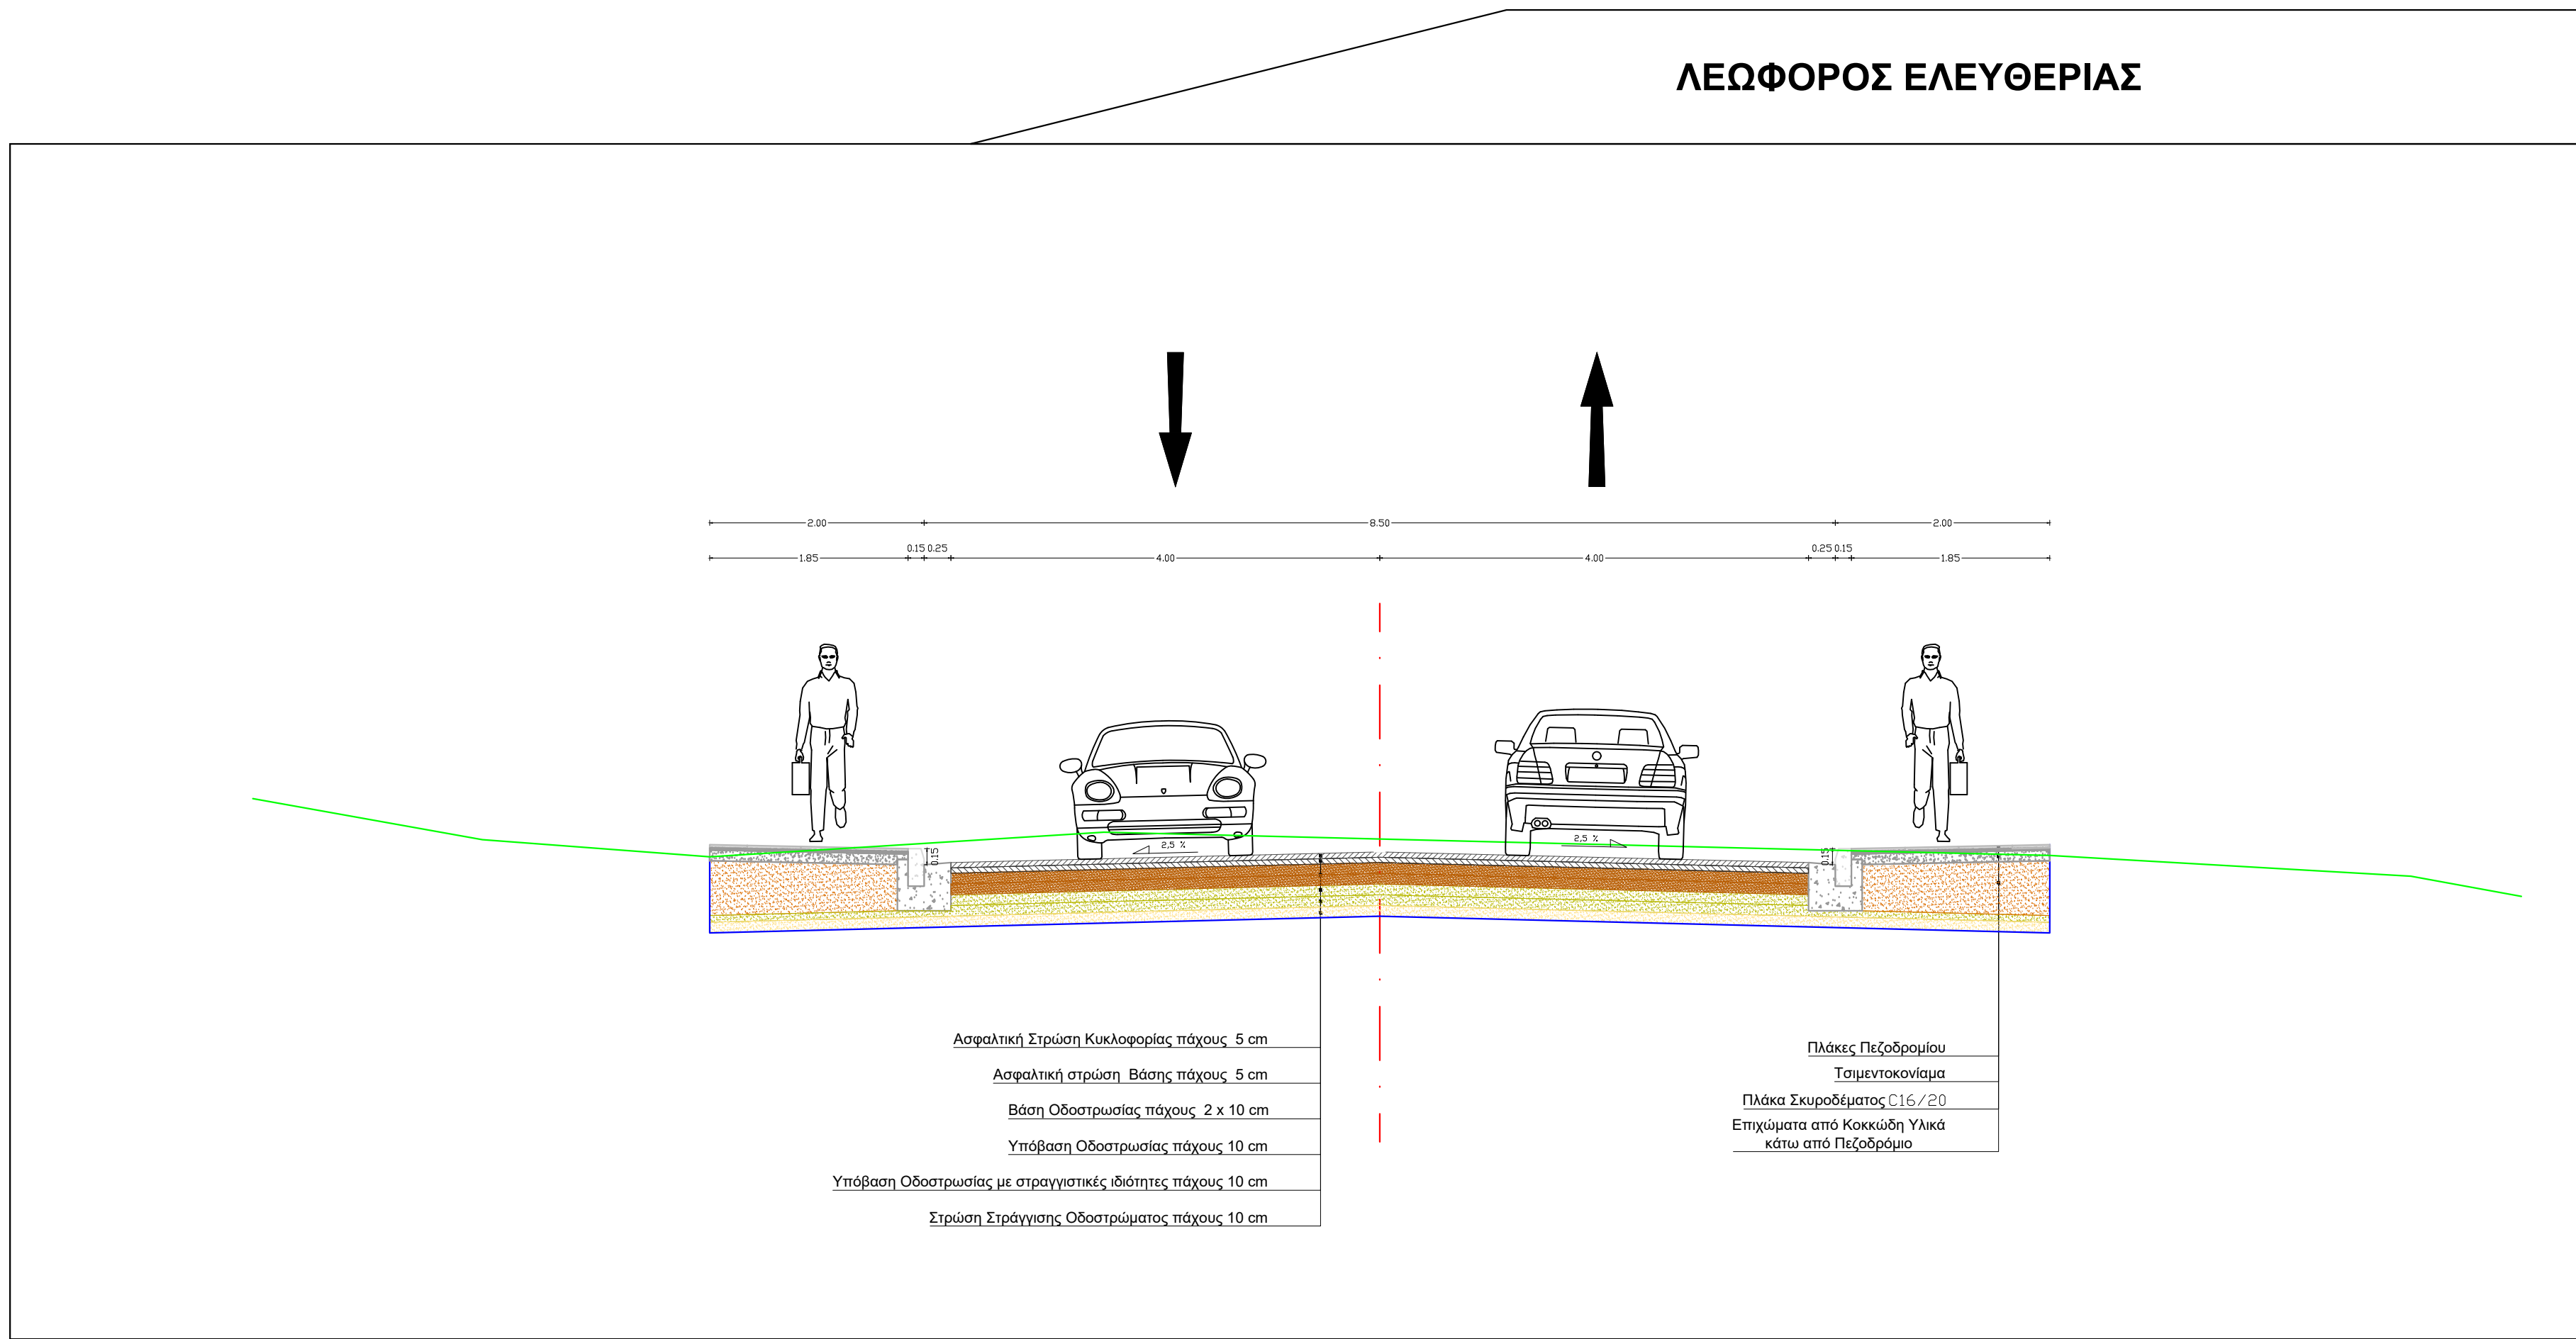 ΛΕΩΦΟΡΟΣ ΕΛΕΥΘΕΡΙΑΣ
2.00 8.50 2.00
1.85 0.15 0.25 4.00 4.00 0.25 0.15 1.85
0.15 2,5 % 2,5 % 0.15
Ασφαλτική Στρώση Κυκλοφορίας πάχους 5 cm
Ασφαλτική στρώση Βάσης πάχους 5 cm
Βάση Οδοστρωσίας πάχους 2 x 10 cm
Υπόβαση Οδοστρωσίας πάχους 10 cm
Υπόβαση Οδοστρωσίας με στραγγιστικές ιδιότητες πάχους 10 cm
Στρώση Στράγγισης Οδοστρώματος πάχους 10 cm
Πλάκες Πεζοδρομίου
Τσιμεντοκονίαμα
Πλάκα Σκυροδέματος C16/20
Επιχώματα από Κοκκώδη Υλικά
κάτω από Πεζοδρόμιο